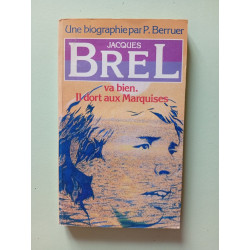 Une biographie par P. Berruer
JACQUES
BREL
va bien.
Il dort aux Marquises